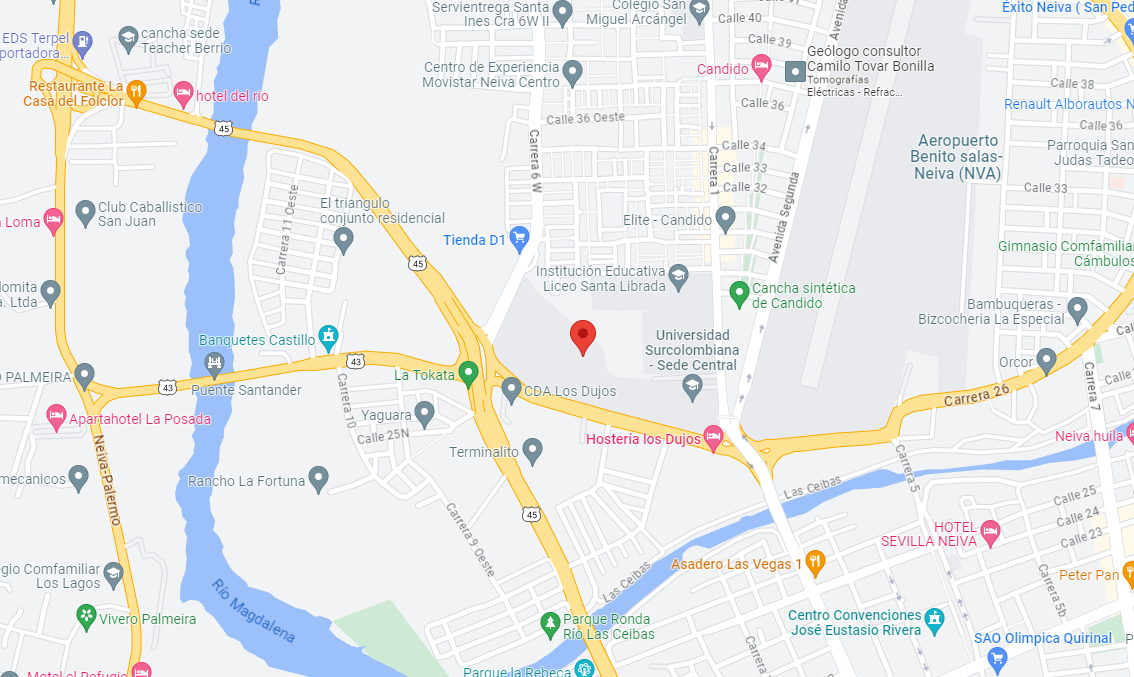 Servientrega Santa
Ines Cra 6W II
Colegio San
Miguel Arcángel
Calle 40
Éxito Neiva ( San Ped
EDS Terpel
portadora...
cancha sede
Teacher Berrio
Calle 39
Avenida
Geólogo consultor
Camilo Tovar Bonilla
Tomografías
Eléctricas - Refrac...
Centro de Experiencia
Movistar Neiva Centro
Candido
Calle 38
Restaurante La
Casa del Folclor
hotel del rio
Calle 36
Renault Alborautos N
45
Calle 36 Oeste
Calle 36
Carrera 6 W
Carrera 1
Calle 34
Calle 33
Calle 32
Aeropuerto
Benito salas-
Neiva (NVA)
Parroquia San
Judas Tadeo
Calle 33
Club Caballistico
San Juan
Loma
Carrera 11 Oeste
El triangulo
conjunto residencial
Tienda D1
Elite - Candido
Avenida Segunda
Gimnasio Comfamiliar
Cámbulos
45
Institución Educativa
Liceo Santa Librada
Cancha sintética
de Candido
lomita
a. Ltda
Bambuqueras -
Bizcocheria La Especial
Banquetes Castillo
Universidad
Surcolombiana
- Sede Central
43
Orcor
PALMEIRA
43
Puente Santander
La Tokata
CDA Los Dujos
Carrera 26
Carrera 7
Carrera 10
Apartahotel La Posada
Yaguara
Calle 25N
Hostería los Dujos
Neiva huila
Neiva-Palermo
Terminalito
Carrera 5
mecanicos
Rancho La Fortuna
Las Ceibas
Calle 25
Calle 24
Calle 23
45
Carrera 9 Oeste
HOTEL
SEVILLA NEIVA
Asadero Las Vegas 1
Peter Pan
egio Comfamiliar
Los Lagos
Las Ceibas
Carrera 5b
Río Magdalena
Vivero Palmeira
Parque Ronda
Río Las Ceibas
Centro Convenciones
José Eustasio Rivera
SAO Olimpica Quirinal
Carrera
Motel el Refugio
Parque la Rebeca